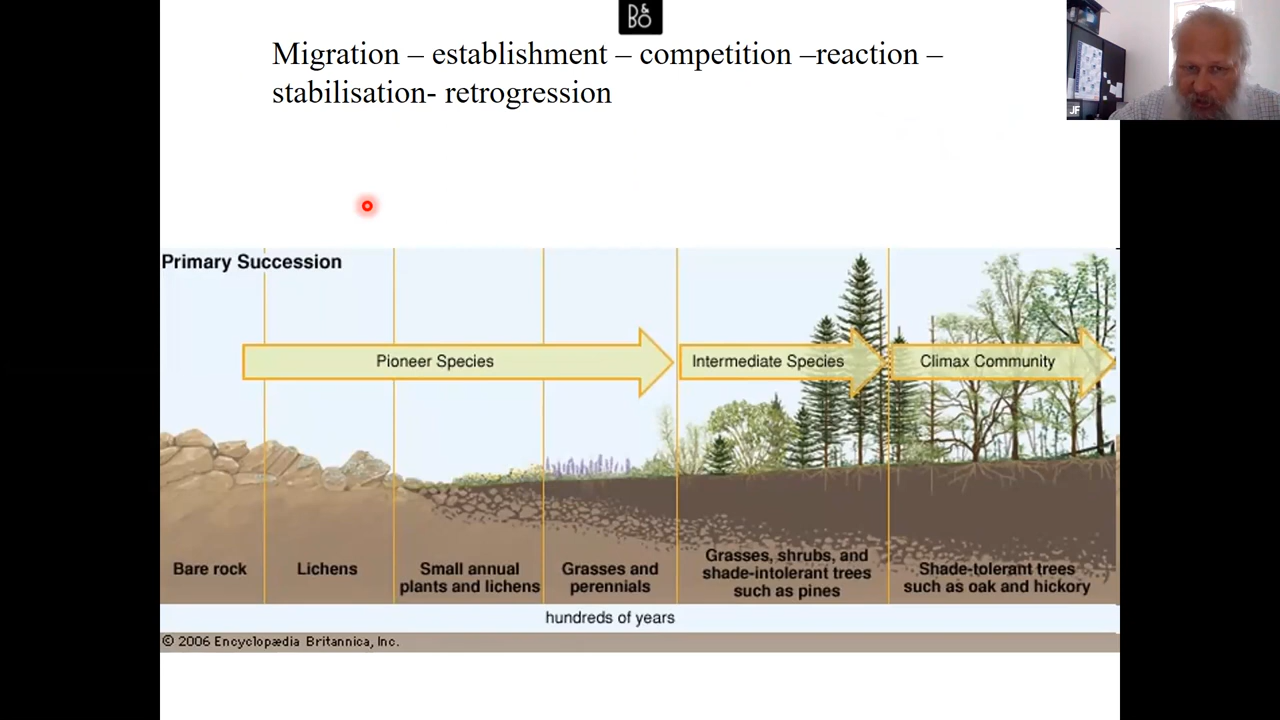 B&O
Migration – establishment – competition –reaction –
stabilisation- retrogression
JF
Primary Succession
Pioneer Species
Intermediate Species
Climax Community
Bare rock
Lichens
Small annual
plants and lichens
Grasses and
perennials
Grasses, shrubs, and
shade-intolerant trees
such as pines
Shade-tolerant trees
such as oak and hickory
hundreds of years
© 2006 Encyclopædia Britannica, Inc.